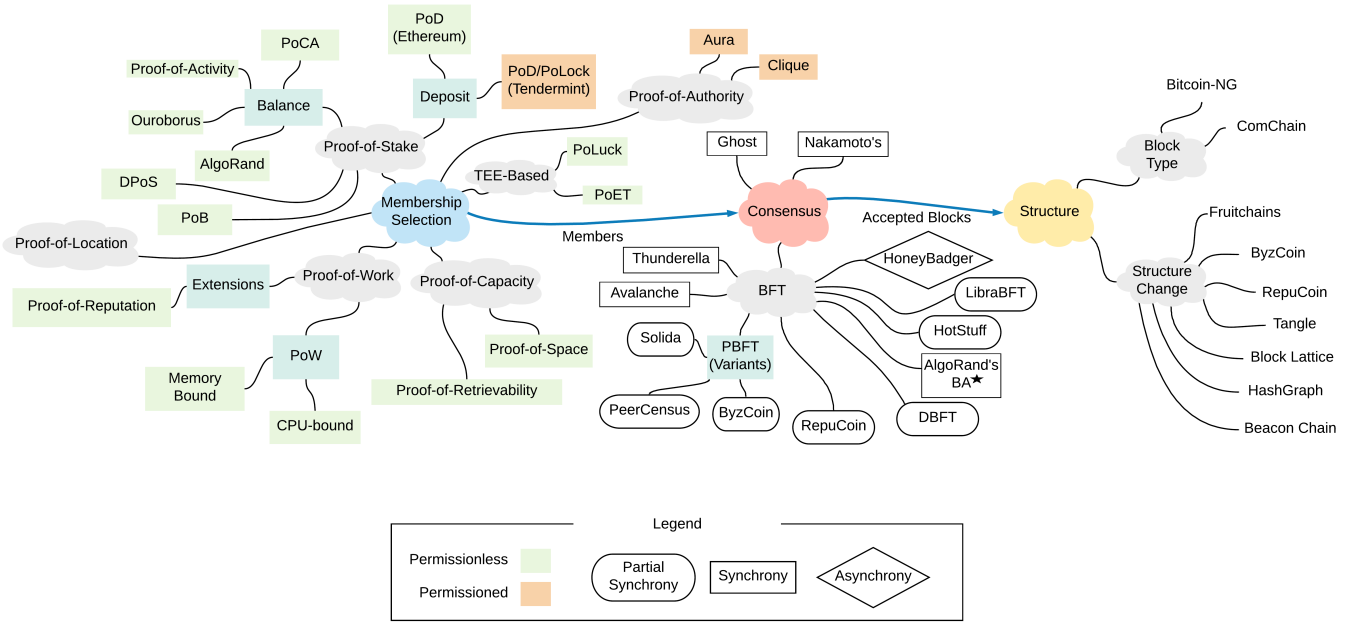 PoD
(Ethereum)
PoCA
Aura
Proof-of-Activity
Clique
PoD/PoLock
(Tendermint)
Balance
Deposit
Proof-of-Authority
Bitcoin-NG
Ouroborus
ComChain
Proof-of-Stake
Ghost
Nakamoto's
PoLuck
Block
Type
AlgoRand
TEE-Based
DPoS
PoET
Membership
Selection
Consensus
Structure
PoB
Accepted Blocks
Fruitchains
Members
Proof-of-Location
Thunderella
HoneyBadger
ByzCoin
Proof-of-Work
Proof-of-Capacity
Structure
Change
Extensions
Avalanche
BFT
LibraBFT
RepuCoin
Proof-of-Reputation
Tangle
Solida
HotStuff
PoW
Proof-of-Space
PBFT
(Variants)
Block Lattice
AlgoRand's
BA★
Memory
Bound
Proof-of-Retrievability
HashGraph
PeerCensus
ByzCoin
DBFT
CPU-bound
RepuCoin
Beacon Chain
Legend
Permissionless
Permissioned
Partial
Synchrony
Synchrony
Asynchrony